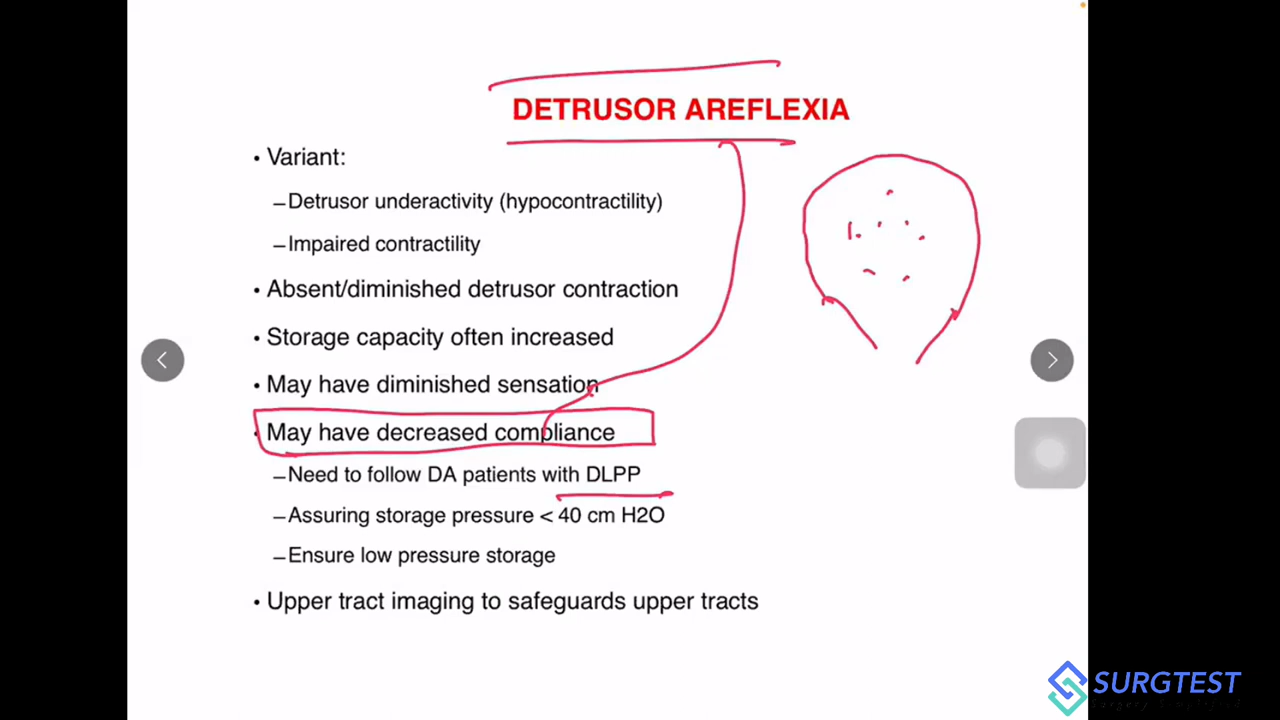 DETRUSOR AREFLEXIA
• Variant:
–Detrusor underactivity (hypocontractility)
–Impaired contractility
• Absent/diminished detrusor contraction
• Storage capacity often increased
• May have diminished sensation
• May have decreased compliance
–Need to follow DA patients with DLPP
–Assuring storage pressure < 40 cm H2O
–Ensure low pressure storage
• Upper tract imaging to safeguards upper tracts
SURGTEST
Surgery Simplified